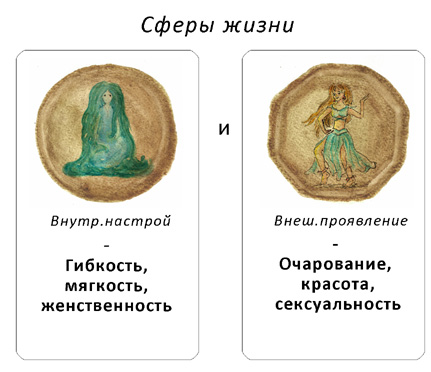 Сферы жизни
Внутр.настрой
-
Гибкость,
мягкость,
женственность
и
Внеш.проявление
-
Очарование,
красота,
сексуальность